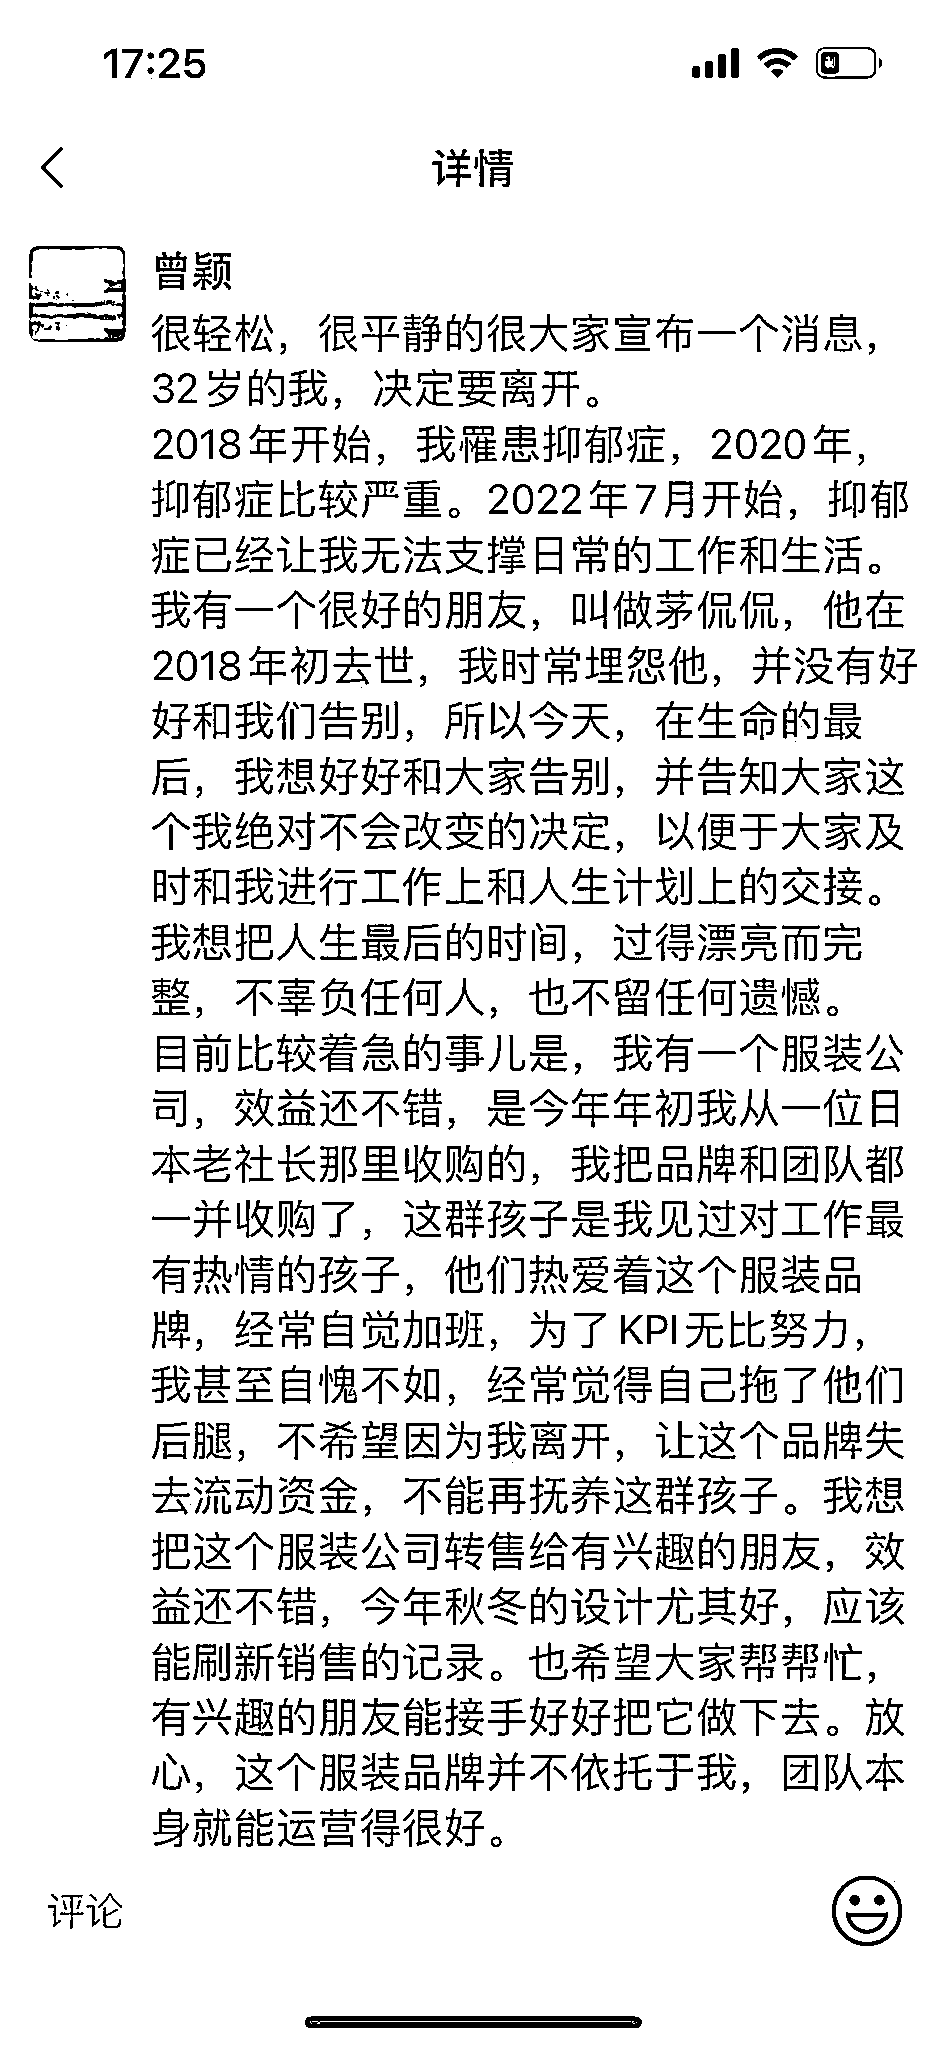 17:25
详情
曾颖
很轻松，很平静的很大家宣布一个消息，
32岁的我，决定要离开。
2018年开始，我罹患抑郁症，2020年，
抑郁症比较严重。2022年7月开始，抑郁
症已经让我无法支撑日常的工作和生活。
我有一个很好的朋友，叫做茅侃侃，他在
2018年初去世，我时常埋怨他，并没有好
好和我们告别，所以今天，在生命的最
后，我想好好和大家告别，并告知大家这
个我绝对不会改变的决定，以便于大家及
时和我进行工作上和人生计划上的交接。
我想把人生最后的时间，过得漂亮而完
整，不辜负任何人，也不留任何遗憾。
目前比较着急的事儿是，我有一个服装公
司，效益还不错，是今年年初我从一位日
本老社长那里收购的，我把品牌和团队都
一并收购了，这群孩子是我见过对工作最
有热情的孩子，他们热爱着这个服装品
牌，经常自觉加班，为了KPI无比努力，
我甚至自愧不如，经常觉得自己拖了他们
后腿，不希望因为我离开，让这个品牌失
去流动资金，不能再抚养这群孩子。我想
把这个服装公司转售给有兴趣的朋友，效
益还不错，今年秋冬的设计尤其好，应该
能刷新销售的记录。也希望大家帮帮忙，
有兴趣的朋友能接手好好把它做下去。放
心，这个服装品牌并不依托于我，团队本
身就能运营得很好。
评论